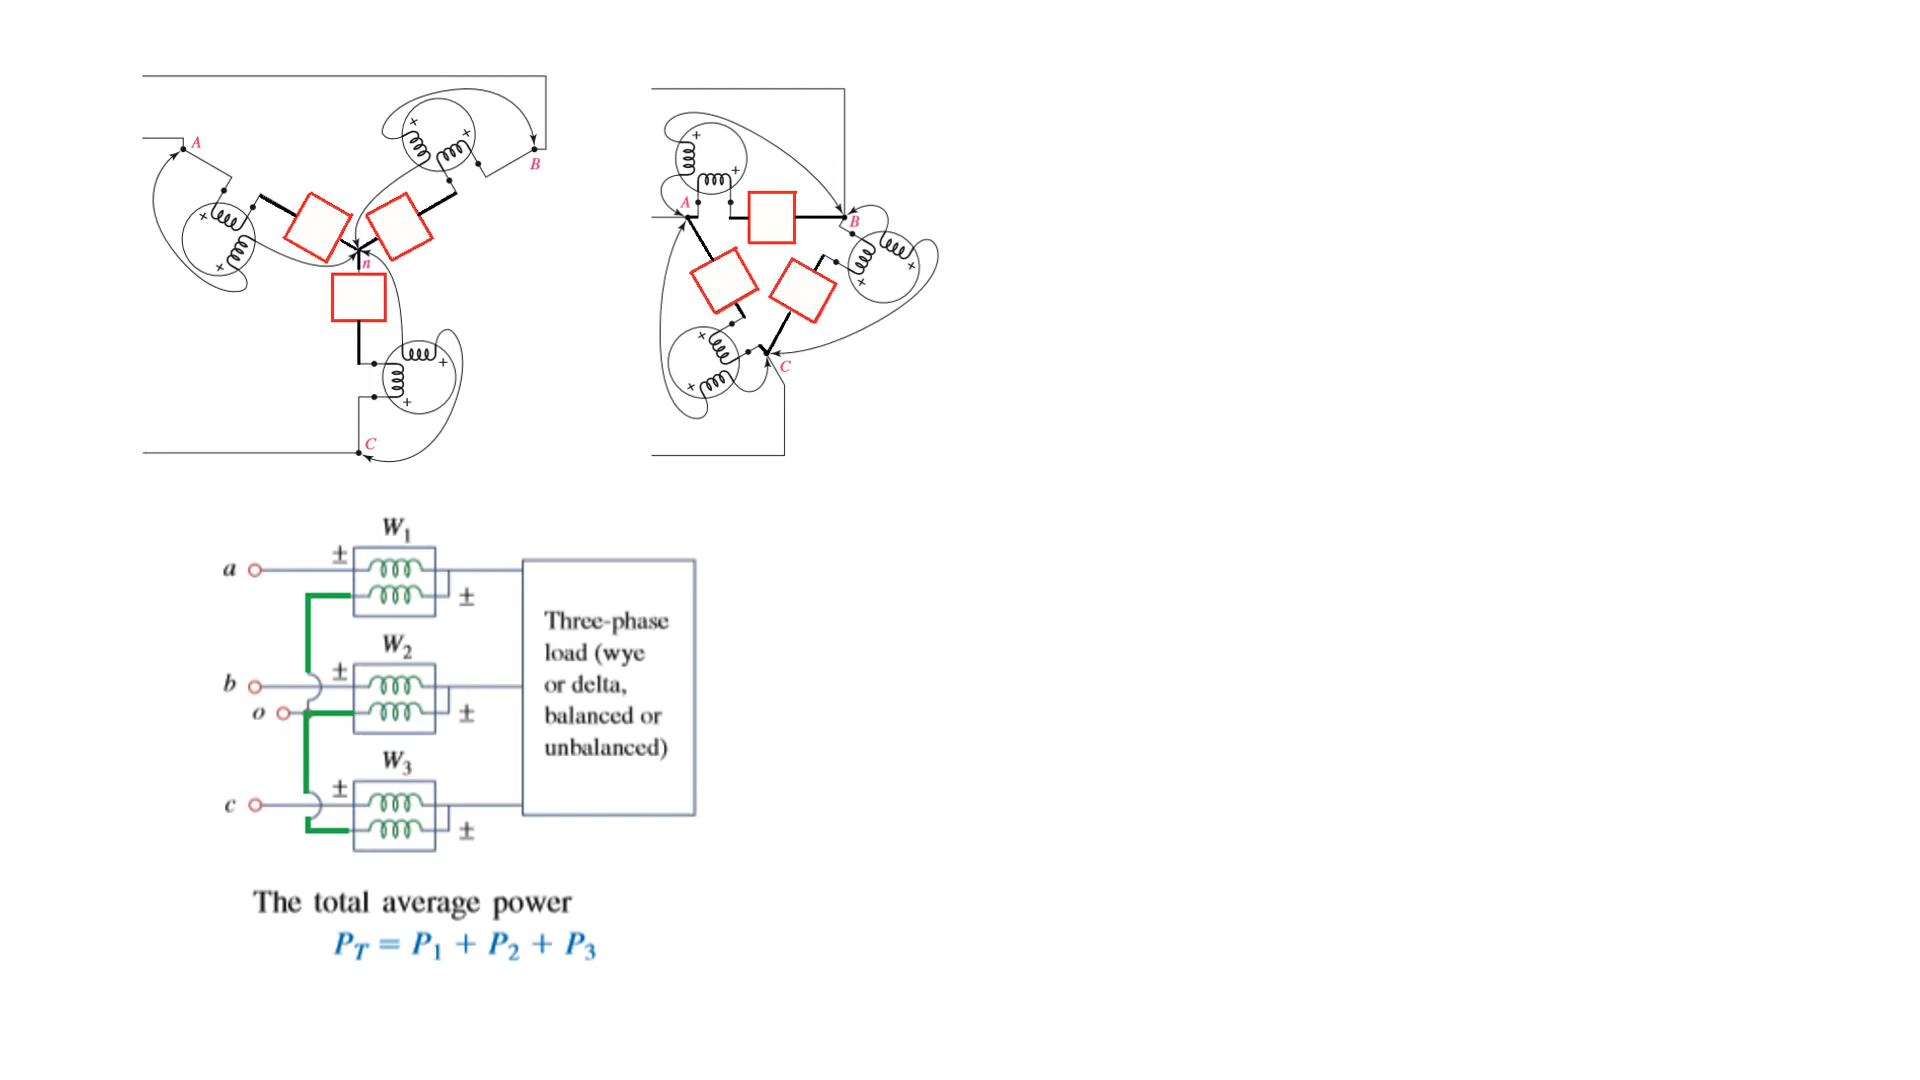 A
+
+
B
n
+
+
C
+
+
A
B
+
+
+
+
C
W1
a
±
±
W2
b
±
o
±
W3
c
±
±
Three-phase
load (wye
or delta,
balanced or
unbalanced)
The total average power
PT = P1 + P2 + P3